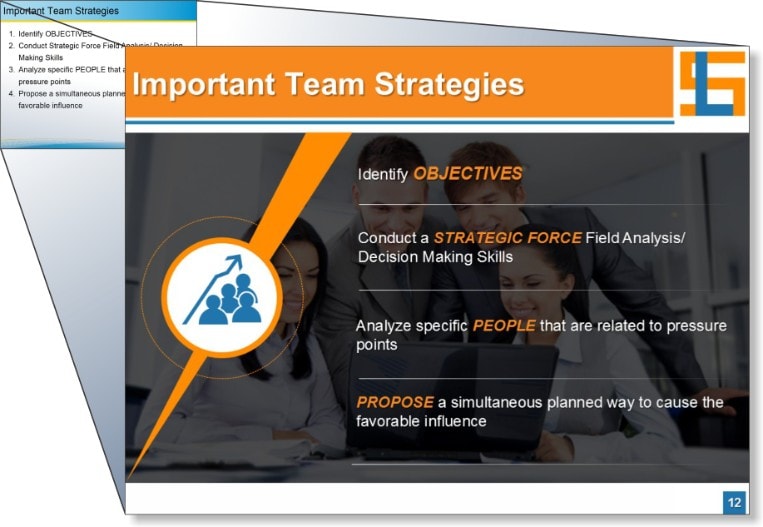 Important Team Strategies
1. Identify OBJECTIVES
2. Conduct Strategic Force Field Analysis/ Decision
Making Skills
3. Analyze specific PEOPLE that
pressure points
4. Propose a simultaneous planne
favorable influence
Important Team Strategies
Identify OBJECTIVES
Conduct a STRATEGIC FORCE Field Analysis/
Decision Making Skills
Analyze specific PEOPLE that are related to pressure
points
PROPOSE a simultaneous planned way to cause the
favorable influence
12